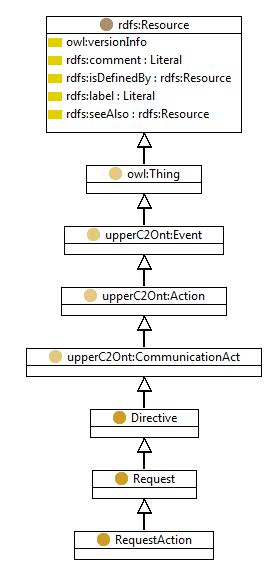 rdfs:Resource
owl:versionInfo
rdfs:comment : Literal
rdfs:isDefinedBy : rdfs:Resource
rdfs:label : Literal
rdfs:seeAlso : rdfs:Resource
owl:Thing
upperC2Ont:Event
upperC2Ont:Action
upperC2Ont:CommunicationAct
Directive
Request
RequestAction